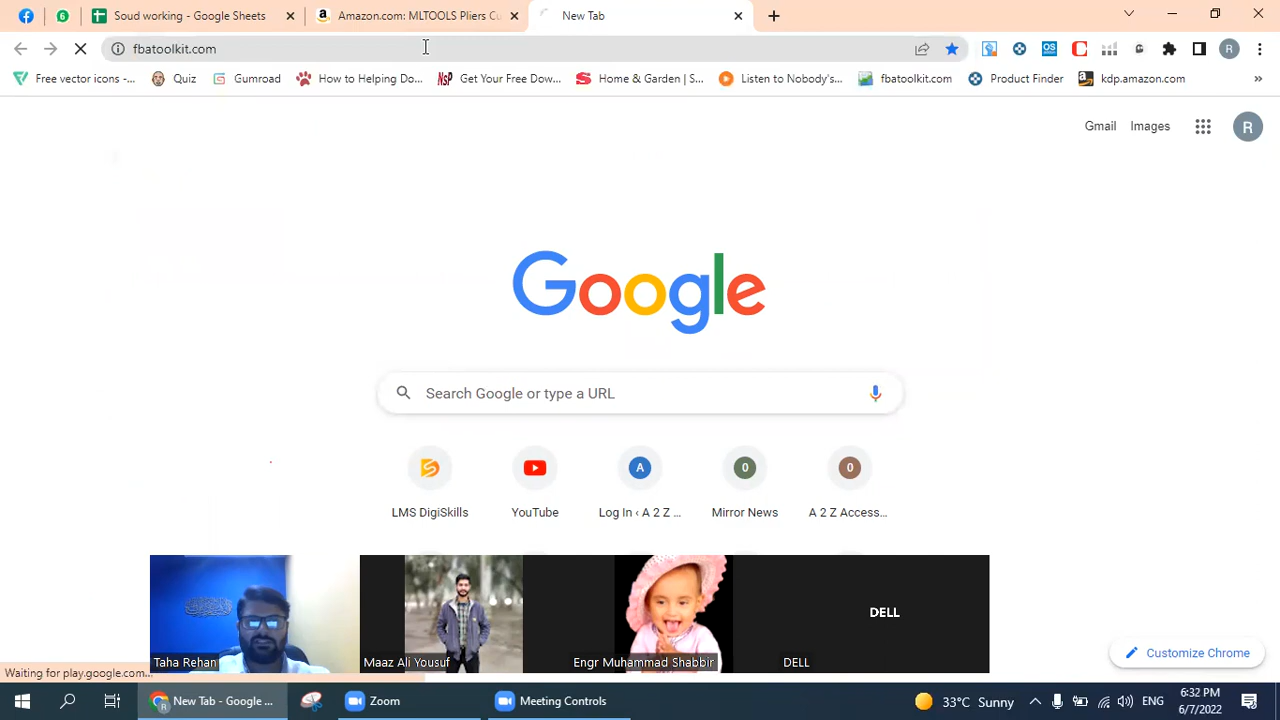 Soud working - Google Sheets
Amazon.com: MLTOOLS Pliers Cu
New Tab
fbatoolkit.com
Free vector icons -...
Quiz
Gumroad
How to Helping Do...
Get Your Free Dow...
Home & Garden | S...
Listen to Nobody's...
fbatoolkit.com
Product Finder
kdp.amazon.com
»
Gmail
Images
R
Google
Search Google or type a URL
LMS DigiSkills
YouTube
Log In ‹ A 2 Z ...
Mirror News
A 2 Z Access...
Taha Rehan
Maaz Ali Yousuf
Engr Muhammad Shabbir
DELL
DELL
Customize Chrome
Waiting for play.google.com...
New Tab - Google ...
Zoom
Meeting Controls
33°C Sunny
ENG
6:32 PM
6/7/2022